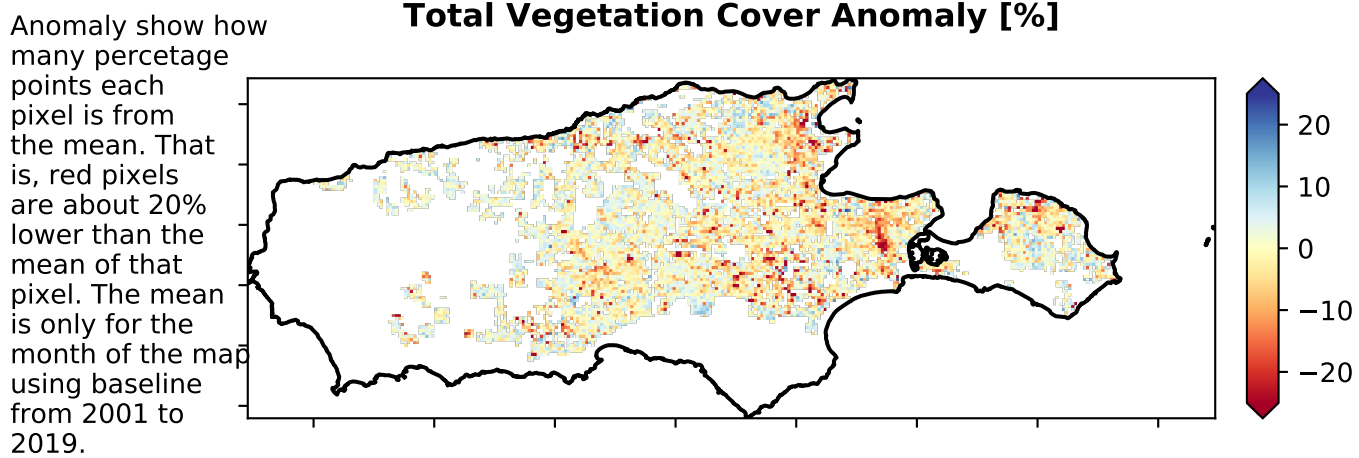 Total Vegetation Cover Anomaly [%]
Anomaly show how
many percetage
points each
pixel is from
the mean. That
is, red pixels
are about 20%
lower than the
mean of that
pixel. The mean
is only for the
month of the map
using baseline
from 2001 to
2019.
20
10
0
−10
−20